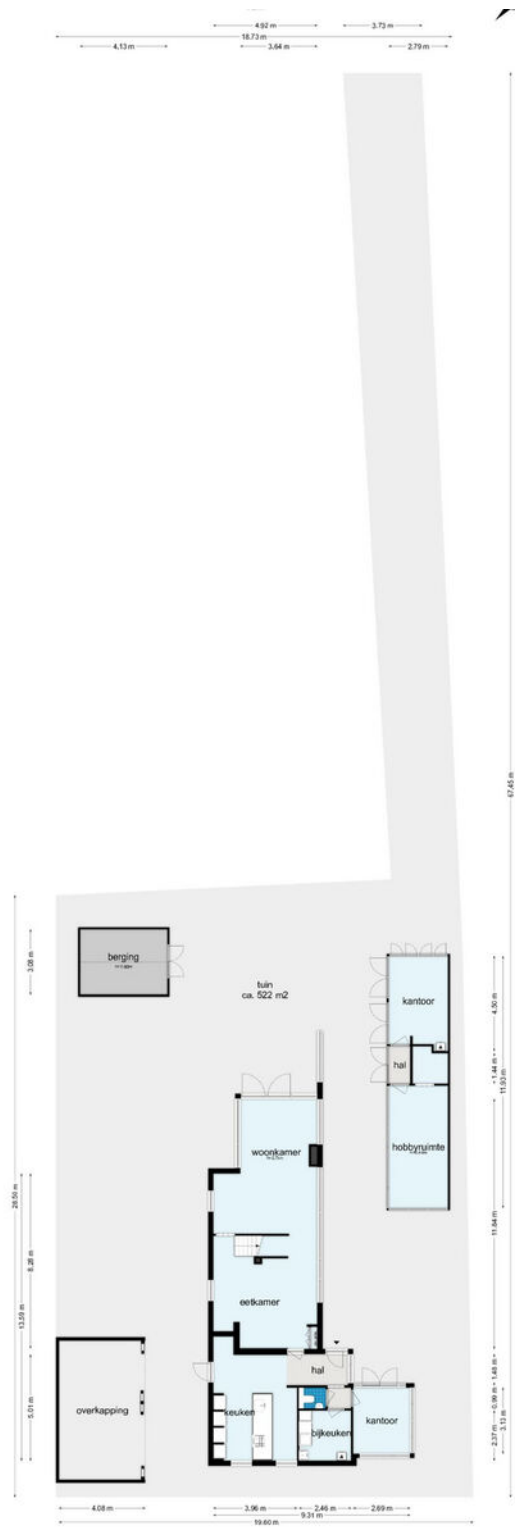 4.92 m
3.73 m
18.73 m
4.13 m
3.64 m
2.79 m
67.45 m
berging
3.08 m
tuin
ca. 522 m2
kantoor
4.30 m
hal
1.44 m
11.93 m
woonkamer
hobbyruimte
28.50 m
8.28 m
13.59 m
11.64 m
eetkamer
hal
overkapping
5.01 m
keuken
kantoor
bijkeuken
1.48 m
0.99 m
3.13 m
2.37 m
4.08 m
3.96 m
2.46 m
2.69 m
9.31 m
19.60 m